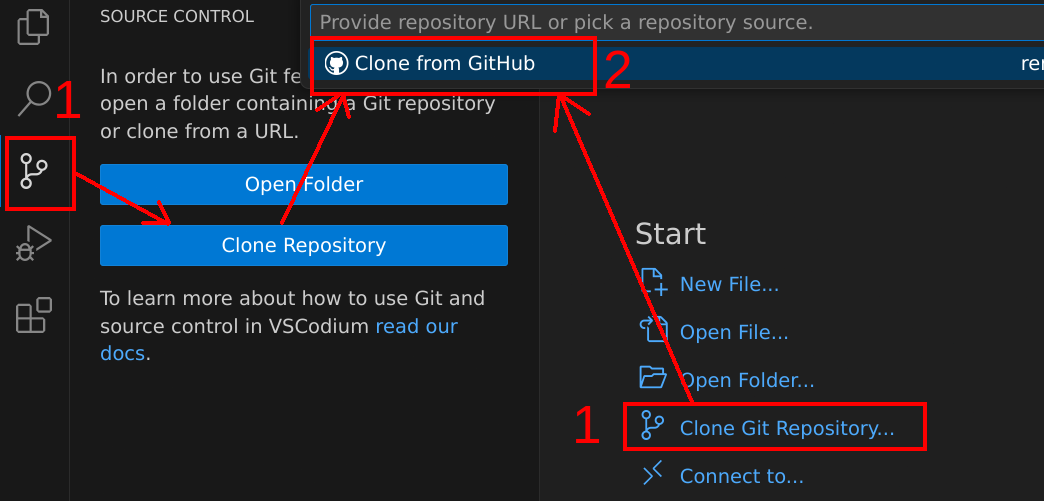 SOURCE CONTROL
Provide repository URL or pick a repository source.
Clone from GitHub
rem
2
1
In order to use Git fe
open a folder containing a Git repository
or clone from a URL.
Open Folder
Clone Repository
To learn more about how to use Git and
source control in VSCodium read our
docs.
Start
New File...
Open File...
Open Folder...
1
Clone Git Repository...
Connect to...